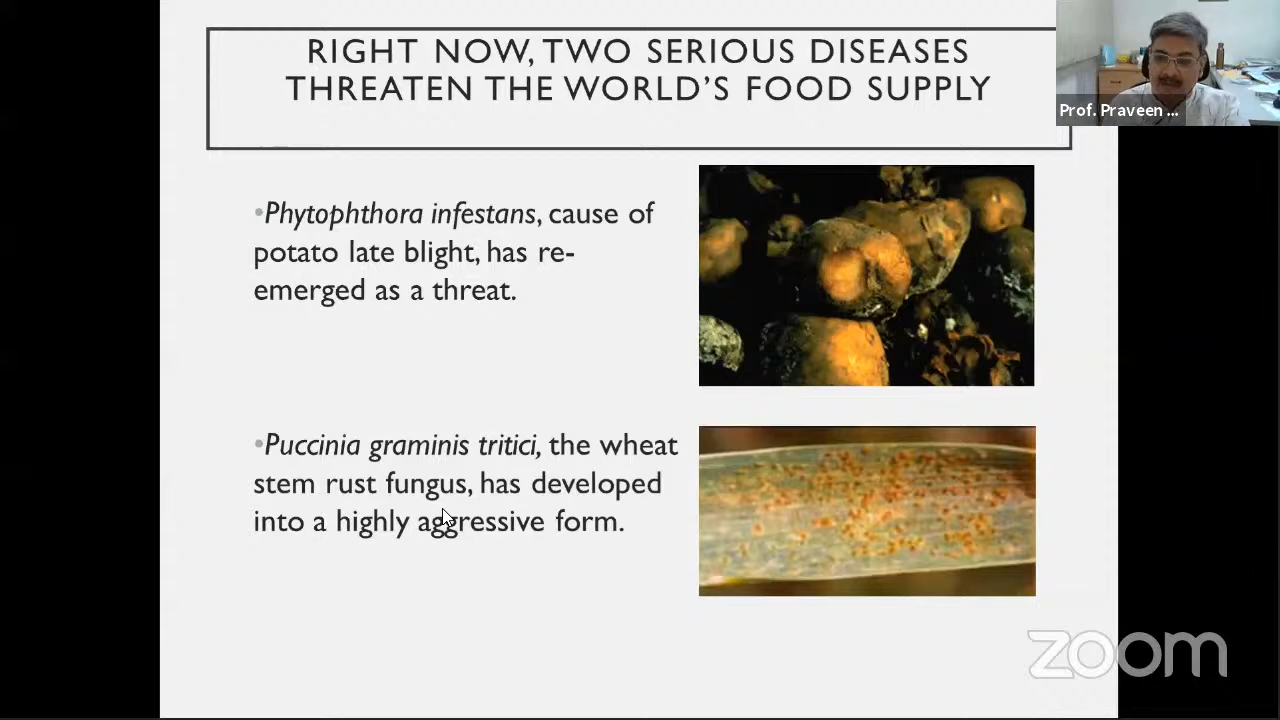 RIGHT NOW, TWO SERIOUS DISEASES
THREATEN THE WORLD'S FOOD SUPPLY
Prof. Praveen ...
•Phytophthora infestans, cause of
potato late blight, has re-
emerged as a threat.
•Puccinia graminis tritici, the wheat
stem rust fungus, has developed
into a highly aggressive form.
zoom